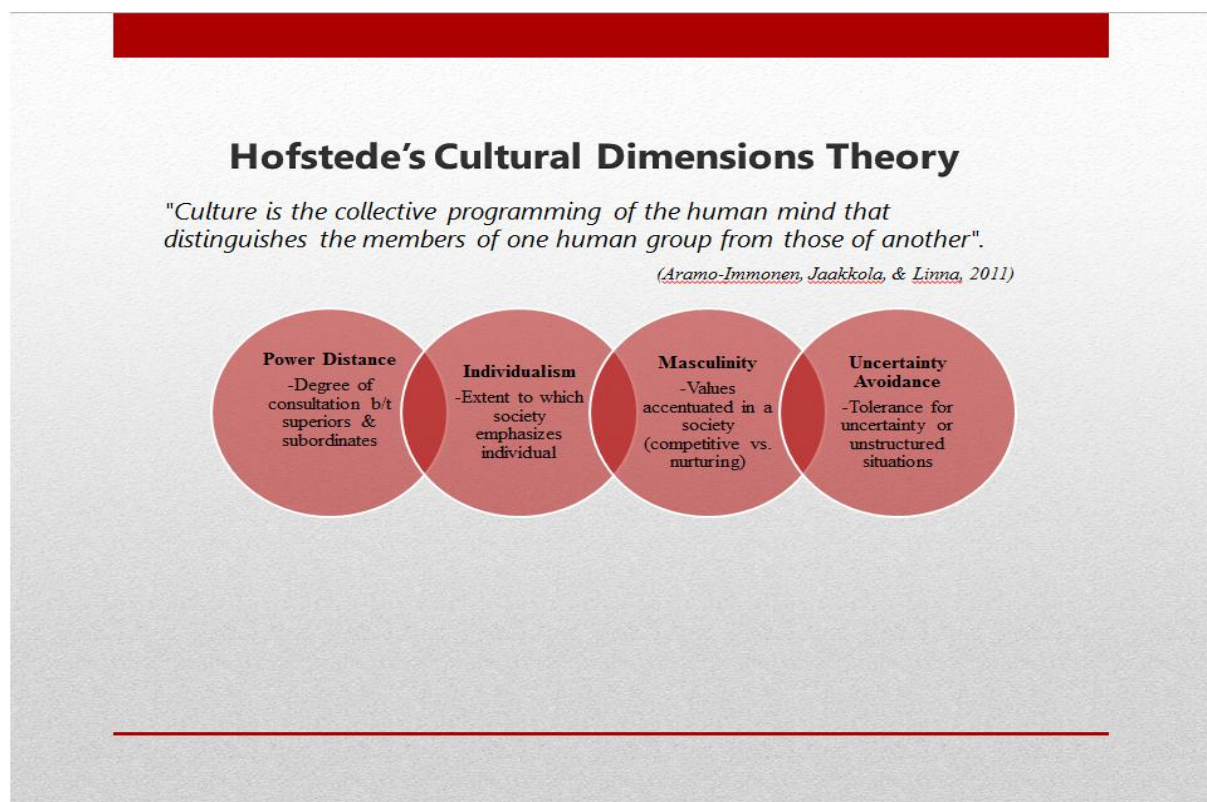 Hofstede’s Cultural Dimensions Theory
"Culture is the collective programming of the human mind that
distinguishes the members of one human group from those of another".
(Aramo-Immonen, Jaakkola, & Linna, 2011)
Power Distance
-Degree of
consultation b/t
superiors &
subordinates
Individualism
-Extent to which
society
emphasizes
individual
Masculinity
-Values
accentuated in a
society
(competitive vs.
nurturing)
Uncertainty
Avoidance
-Tolerance for
uncertainty or
unstructured
situations